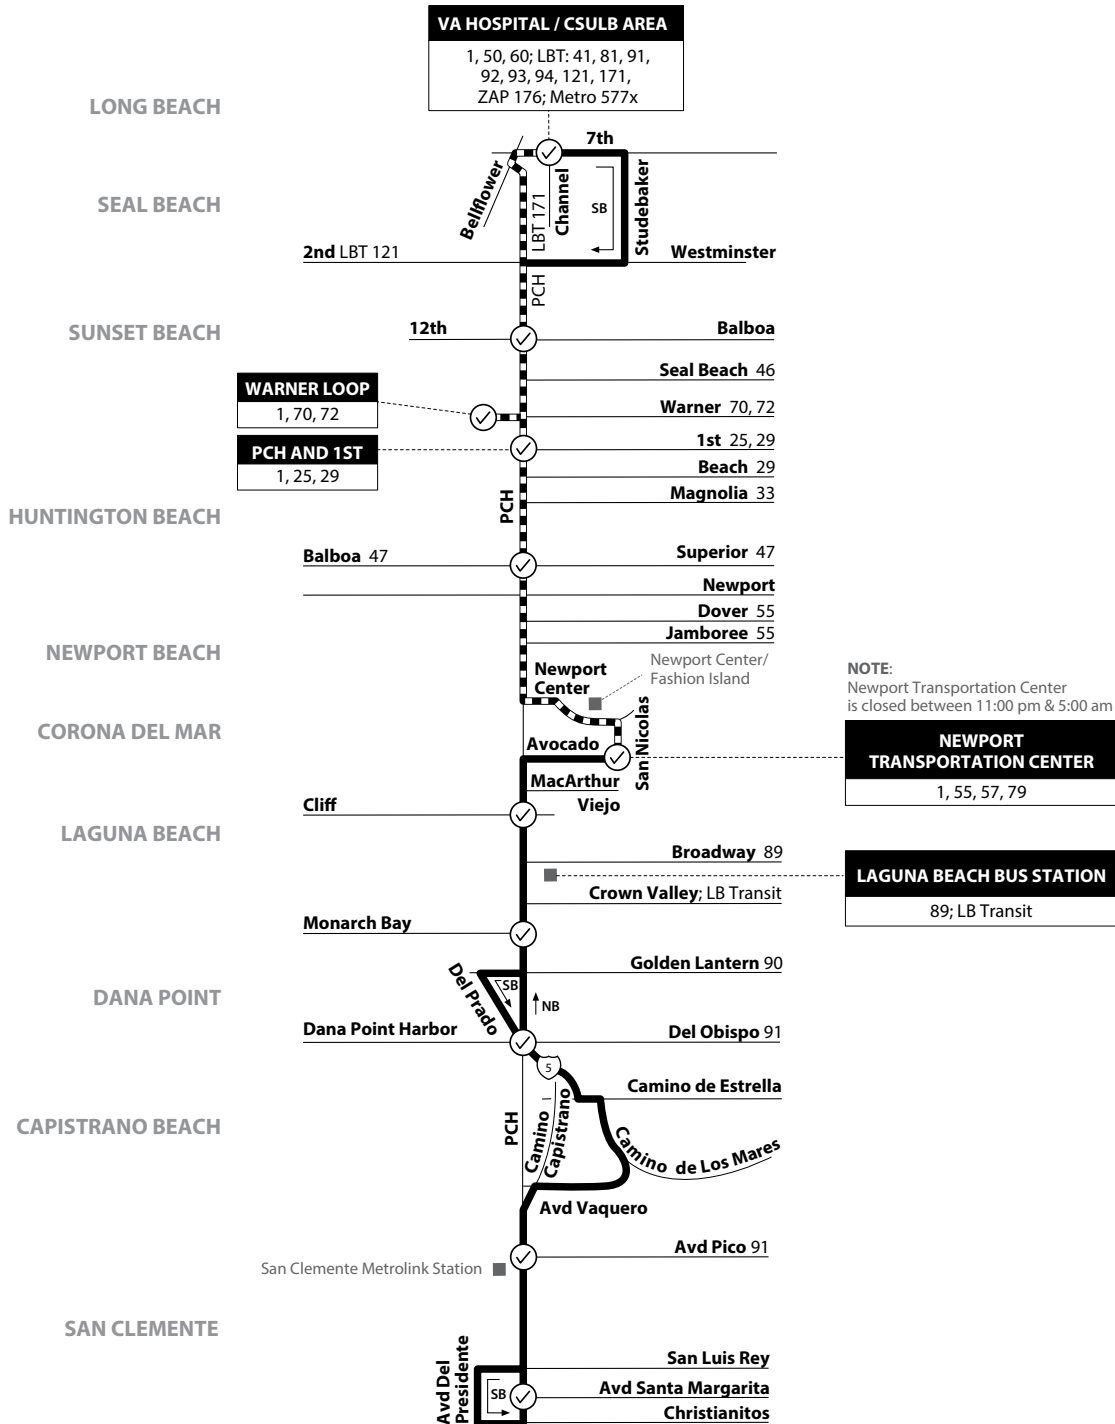 VA HOSPITAL / CSULB AREA
1, 50, 60; LBT: 41, 81, 91,
92, 93, 94, 121, 171,
ZAP 176; Metro 577x
LONG BEACH
7th
Bellflower
LBT 171
Channel
SB
Studebaker
SEAL BEACH
2nd LBT 121
Westminster
PCH
SUNSET BEACH
12th
Balboa
Seal Beach 46
WARNER LOOP
1, 70, 72
Warner 70, 72
PCH AND 1ST
1, 25, 29
1st 25, 29
Beach 29
Magnolia 33
PCH
HUNTINGTON BEACH
Balboa 47
Superior 47
Newport
Dover 55
Jamboree 55
NEWPORT BEACH
Newport
Center
Newport Center/
Fashion Island
NOTE:
Newport Transportation Center
is closed between 11:00 pm & 5:00 am
CORONA DEL MAR
San Nicolas
Avocado
NEWPORT
TRANSPORTATION CENTER
1, 55, 57, 79
MacArthur
Cliff
Viejo
LAGUNA BEACH
Broadway 89
LAGUNA BEACH BUS STATION
89; LB Transit
Crown Valley; LB Transit
Monarch Bay
Golden Lantern 90
Del Prado
SB
NB
DANA POINT
Dana Point Harbor
Del Obispo 91
5
Camino de Estrella
CAPISTRANO BEACH
PCH
Camino
Capistrano
Camino de Los Mares
Avd Vaquero
Avd Pico 91
San Clemente Metrolink Station
SAN CLEMENTE
San Luis Rey
Avd Del
Presidente
SB
Avd Santa Margarita
Christianitos